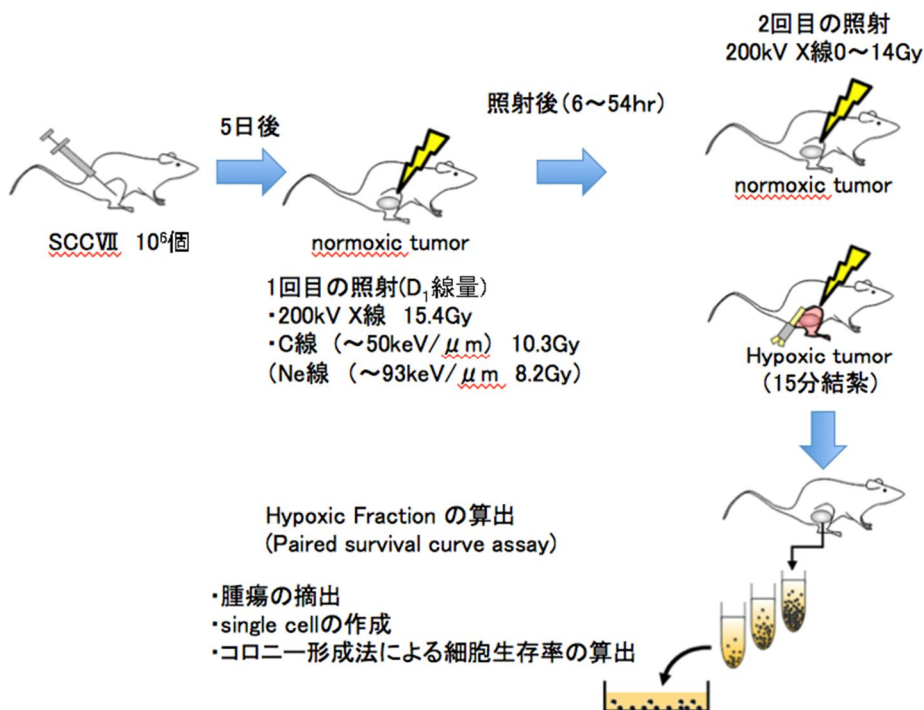 2回目の照射
200kV X線0～14Gy
5日後
照射後(6～54hr)
SCCⅦ 10⁶個
normoxic tumor
normoxic tumor
1回目の照射(D₁線量)
・200kV X線 15.4Gy
・C線 (～50keV/μm) 10.3Gy
(Ne線 (～93keV/μm 8.2Gy)
Hypoxic tumor
(15分結紮)
Hypoxic Fraction の算出
(Paired survival curve assay)
・腫瘍の摘出
・single cellの作成
・コロニー形成法による細胞生存率の算出